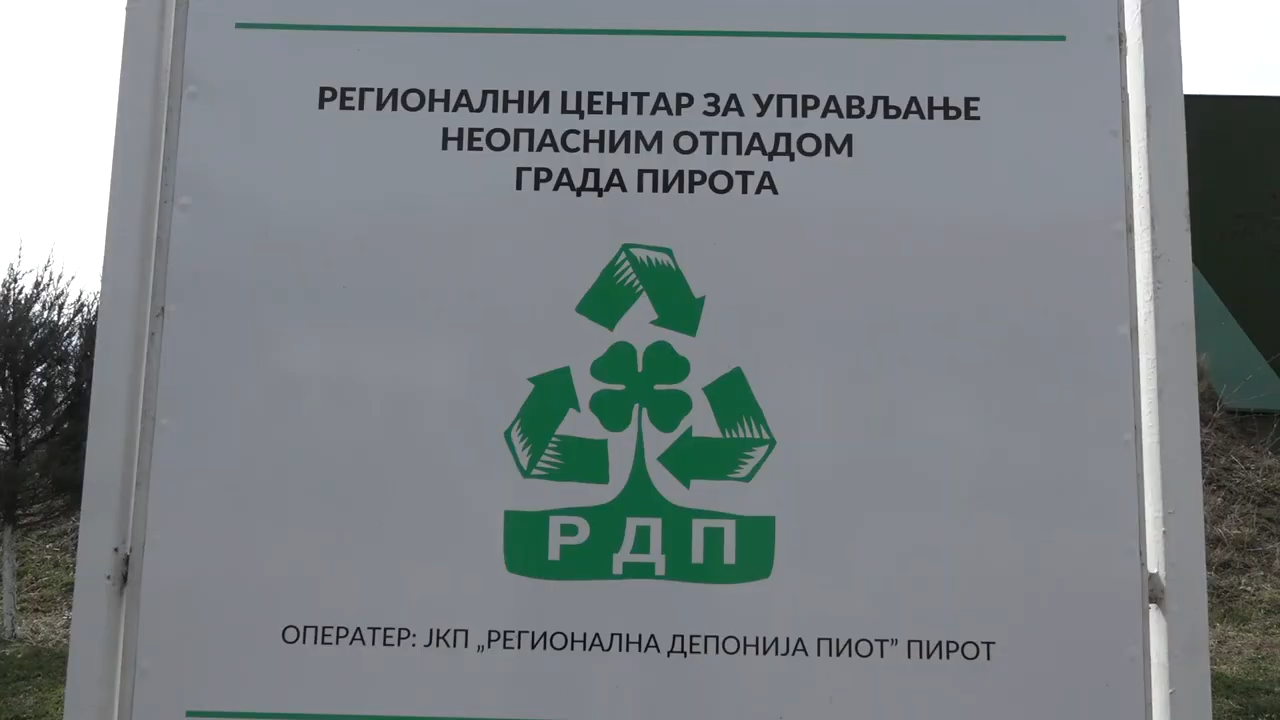 РЕГИОНАЛНИ ЦЕНТАР ЗА УПРАВЉАЊЕ
НЕОПАСНИМ ОТПАДОМ
ГРАДА ПИРОТА
РДП
ОПЕРАТЕР: ЈКП „РЕГИОНАЛНА ДЕПОНИЈА ПИОТ” ПИРОТ